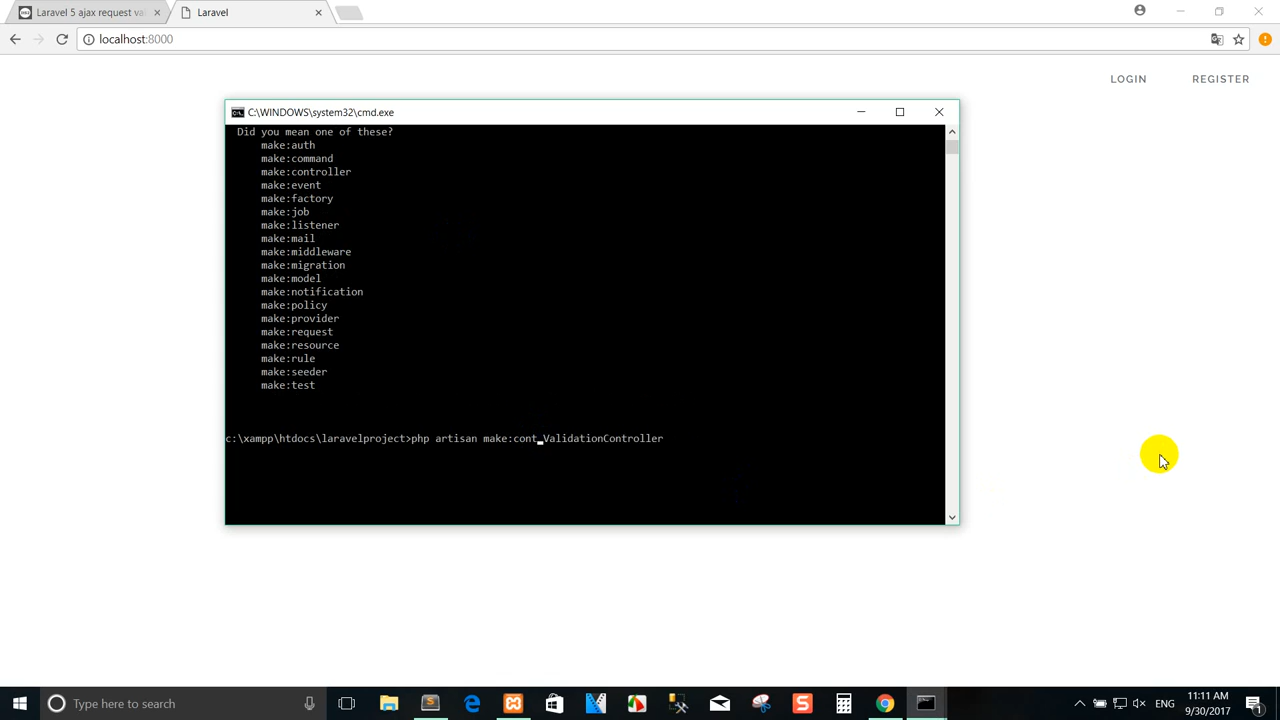 Laravel 5 ajax request va
Laravel
localhost:8000
LOGIN
REGISTER
C:\WINDOWS\system32\cmd.exe
Did you mean one of these?
make:auth
make:command
make:controller
make:event
make:factory
make:job
make:listener
make:mail
make:middleware
make:migration
make:model
make:notification
make:policy
make:provider
make:request
make:resource
make:rule
make:seeder
make:test
c:\xampp\htdocs\laravelproject>php artisan make:cont ValidationController
Type here to search
ENG
11:11 AM
9/30/2017